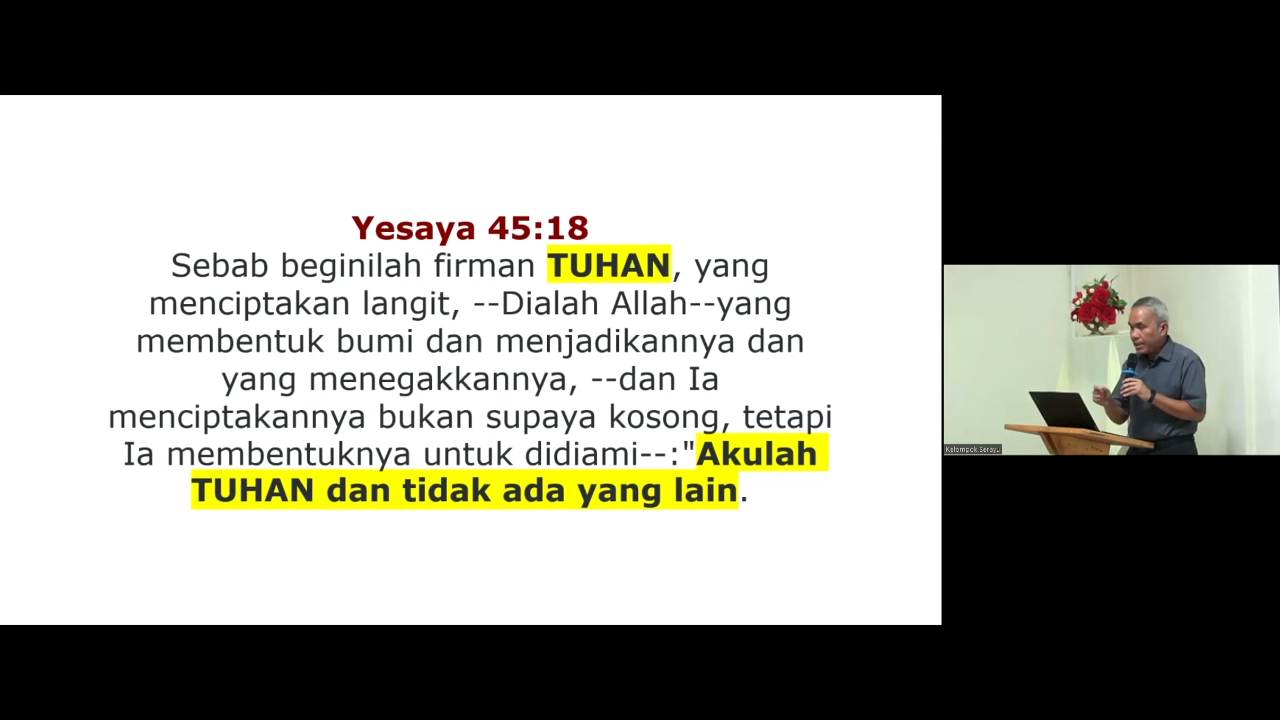 Yesaya 45:18
Sebab beginilah firman TUHAN, yang
menciptakan langit, --Dialah Allah--yang
membentuk bumi dan menjadikannya dan
yang menegakkannya, --dan Ia
menciptakannya bukan supaya kosong, tetapi
Ia membentuknya untuk didiami--:"Akulah
TUHAN dan tidak ada yang lain.
Kelompok Serayu